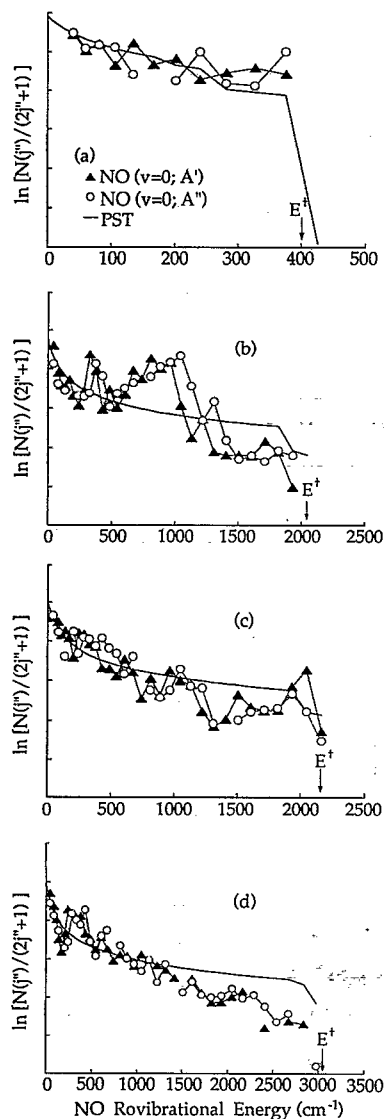 ln [N(j")/(2j"+1) ]
(a)
▲ NO (v=0; A')
○ NO (v=0; A")
— PST
E†
0 100 200 300 400 500
ln [N(j")/(2j"+1) ]
(b)
E†
0 500 1000 1500 2000 2500
ln [N(j")/(2j"+1) ]
(c)
E†
0 500 1000 1500 2000 2500
ln [N(j")/(2j"+1) ]
(d)
E†
0 500 1000 1500 2000 2500 3000 3500
NO Rovibrational Energy (cm⁻¹)